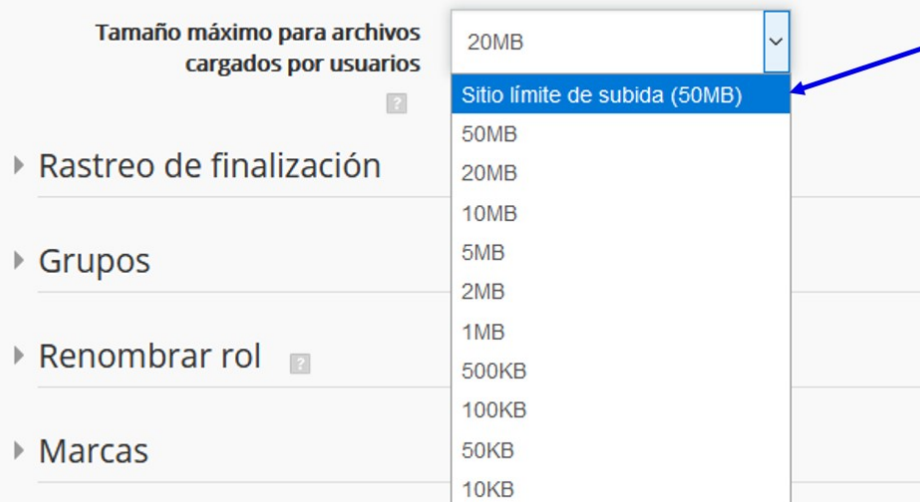 Tamaño máximo para archivos
cargados por usuarios
?
20MB
Sitio límite de subida (50MB)
50MB
20MB
10MB
5MB
2MB
1MB
500KB
100KB
50KB
10KB
Rastreo de finalización
Grupos
Renombrar rol ?
Marcas